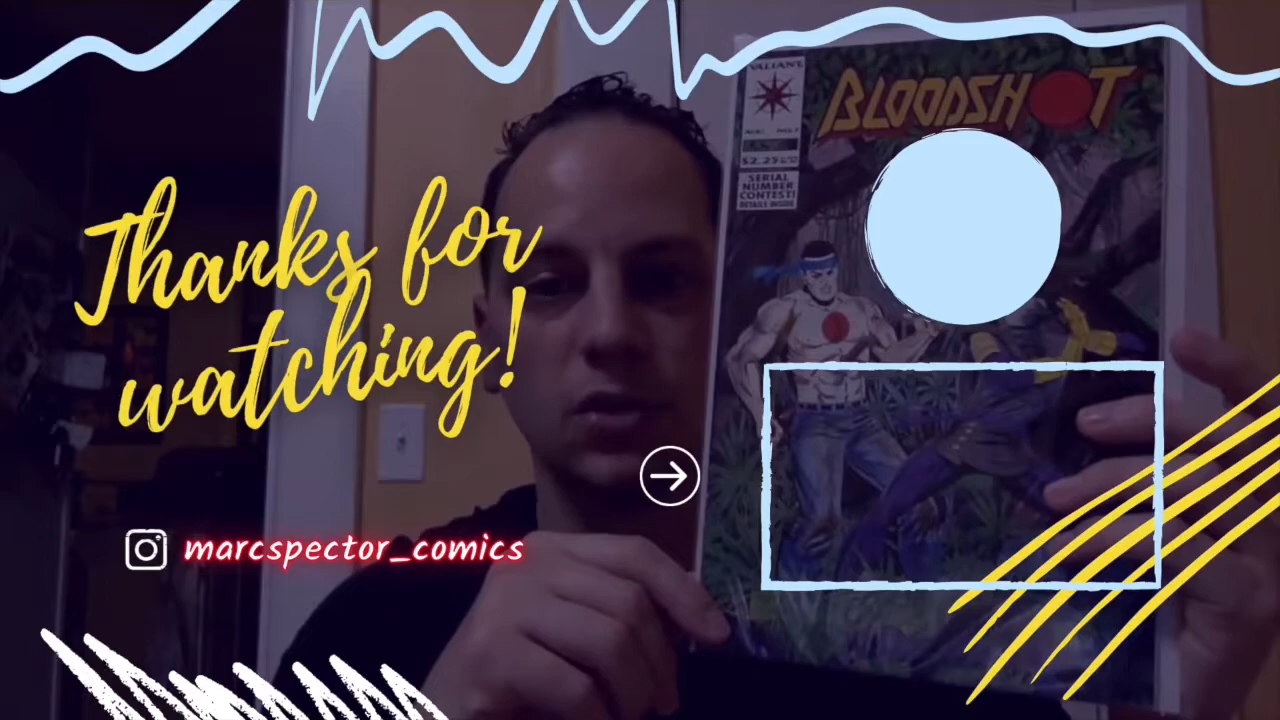 Thanks for
watching!
marcspector_comics
VALIANT
BLOODSHOT
$2.25
SERIAL
NUMBER
CONTEST!
DETAILS INSIDE